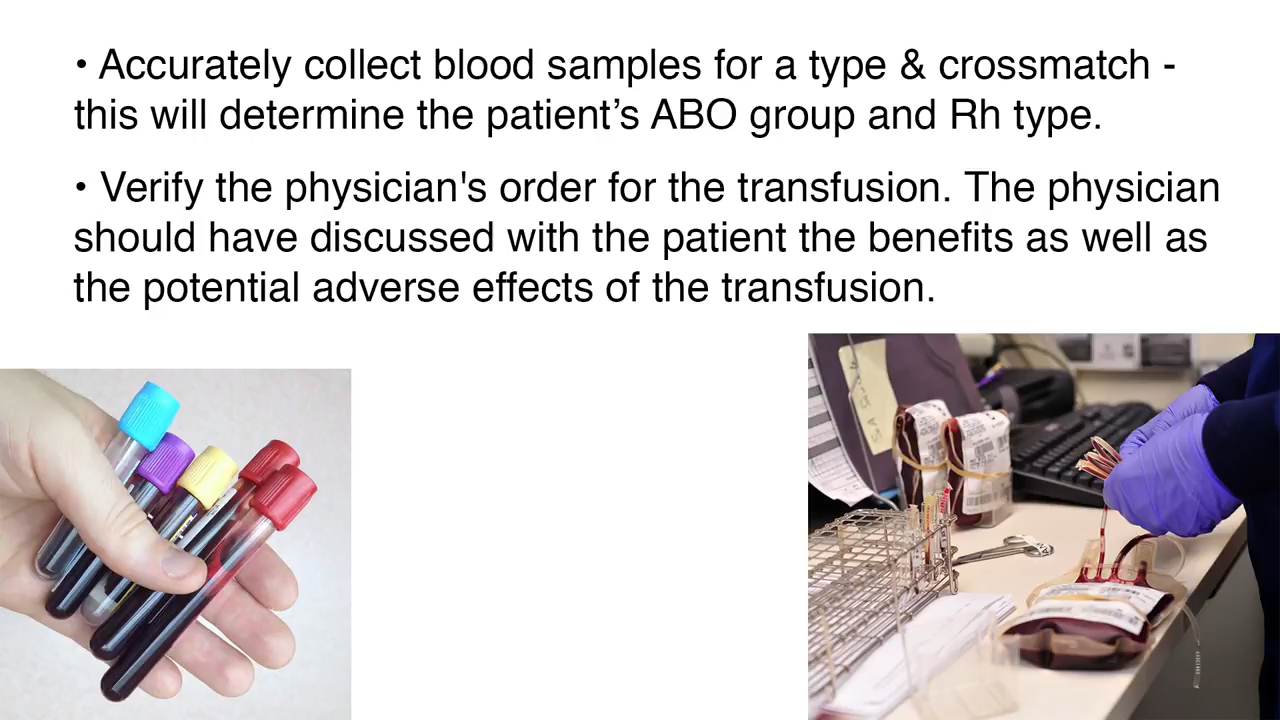 • Accurately collect blood samples for a type & crossmatch -
this will determine the patient’s ABO group and Rh type.
• Verify the physician's order for the transfusion. The physician
should have discussed with the patient the benefits as well as
the potential adverse effects of the transfusion.